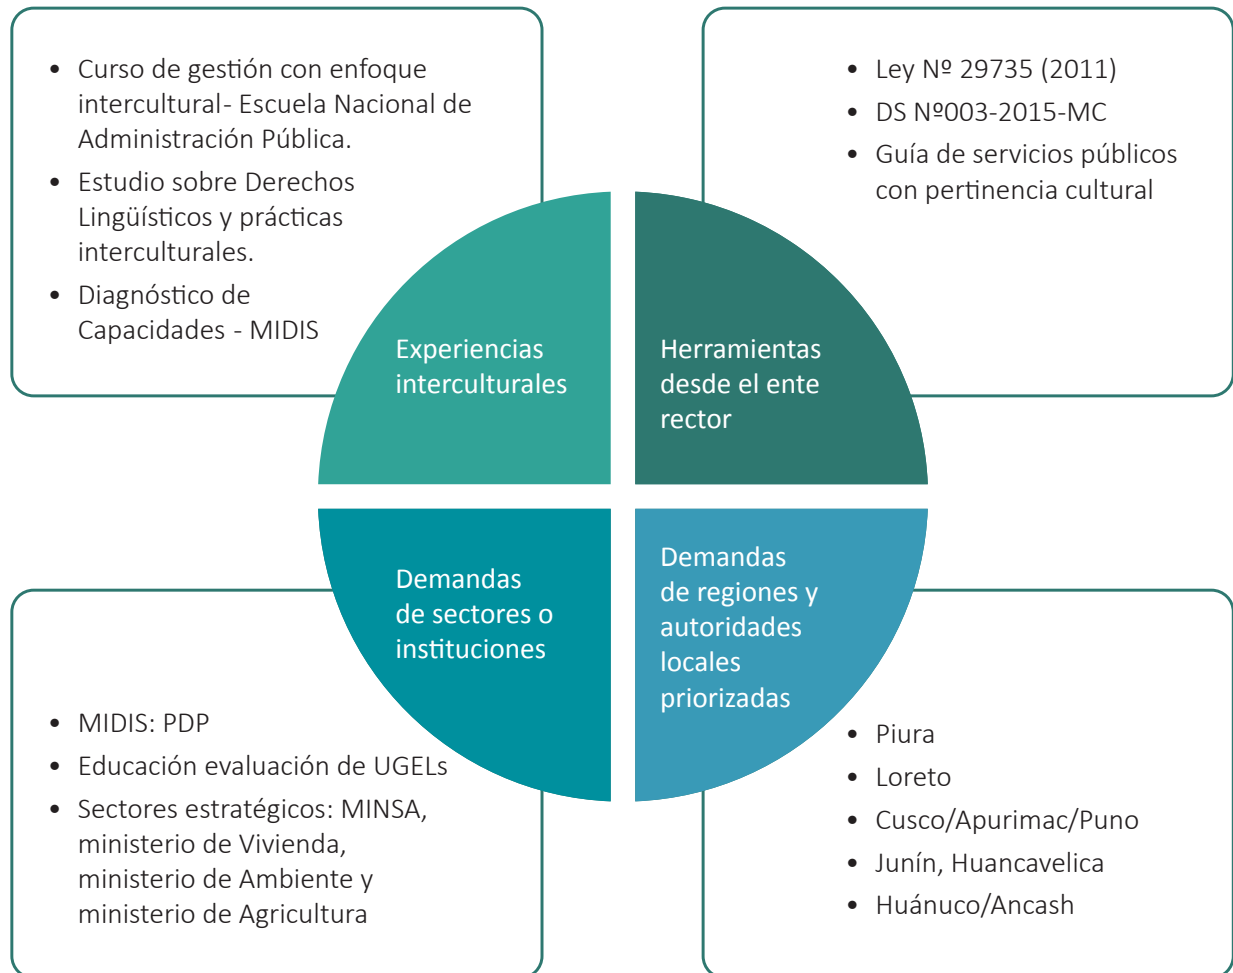 • Curso de gestión con enfoque
intercultural- Escuela Nacional de
Administración Pública.
• Estudio sobre Derechos
Lingüísticos y prácticas
interculturales.
• Diagnóstico de
Capacidades - MIDIS
• Ley Nº 29735 (2011)
• DS Nº003-2015-MC
• Guía de servicios públicos
con pertinencia cultural
Experiencias
interculturales
Herramientas
desde el ente
rector
Demandas
de sectores o
instituciones
Demandas
de regiones y
autoridades
locales
priorizadas
• MIDIS: PDP
• Educación evaluación de UGELs
• Sectores estratégicos: MINSA,
ministerio de Vivienda,
ministerio de Ambiente y
ministerio de Agricultura
• Piura
• Loreto
• Cusco/Apurimac/Puno
• Junín, Huancavelica
• Huánuco/Ancash